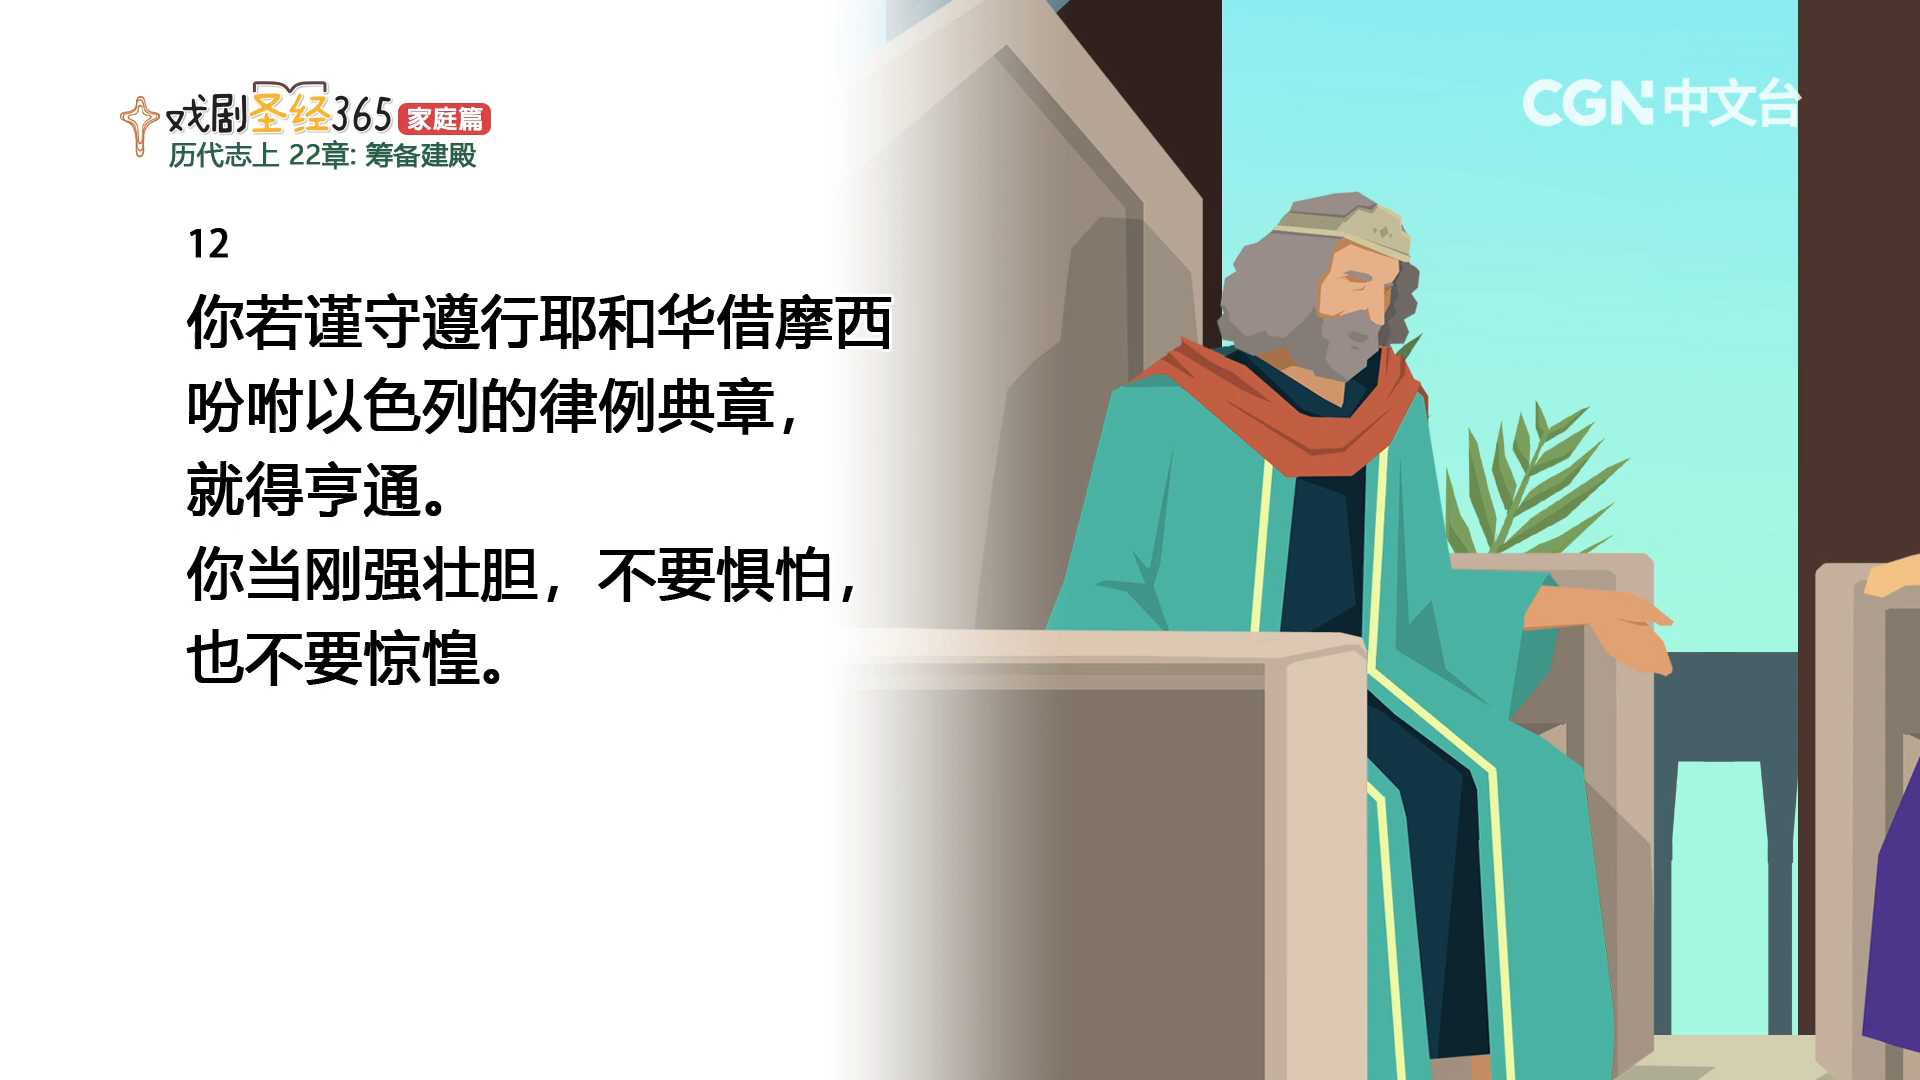 戏剧圣经365 家庭篇
历代志上 22章: 筹备建殿
CGN 中文台
12
你若谨守遵行耶和华借摩西
吩咐以色列的律例典章，
就得亨通。
你当刚强壮胆，不要惧怕，
也不要惊惶。